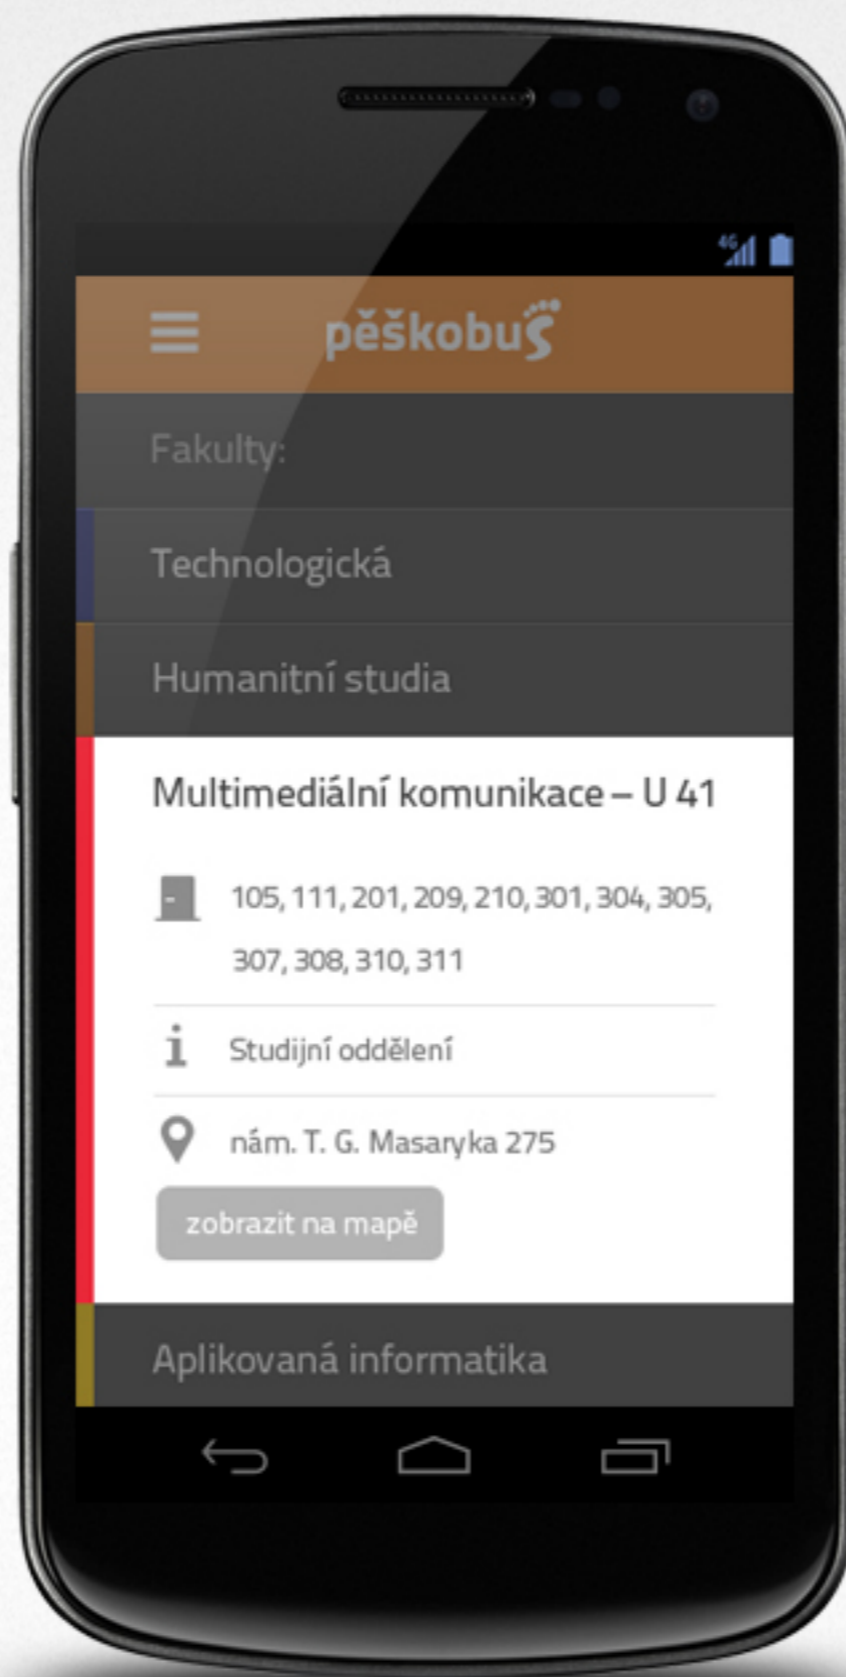 4G
pěškobus
Fakulty:
Technologická
Humanitní studia
Multimediální komunikace – U 41
105, 111, 201, 209, 210, 301, 304, 305,
307, 308, 310, 311
i Studijní oddělení
nám. T. G. Masaryka 275
zobrazit na mapě
Aplikovaná informatika